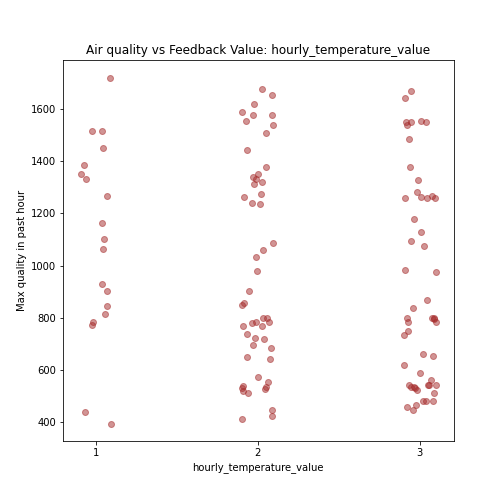 Air quality vs Feedback Value: hourly_temperature_value
Max quality in past hour
1600
1400
1200
1000
800
600
400
1 2 3
hourly_temperature_value